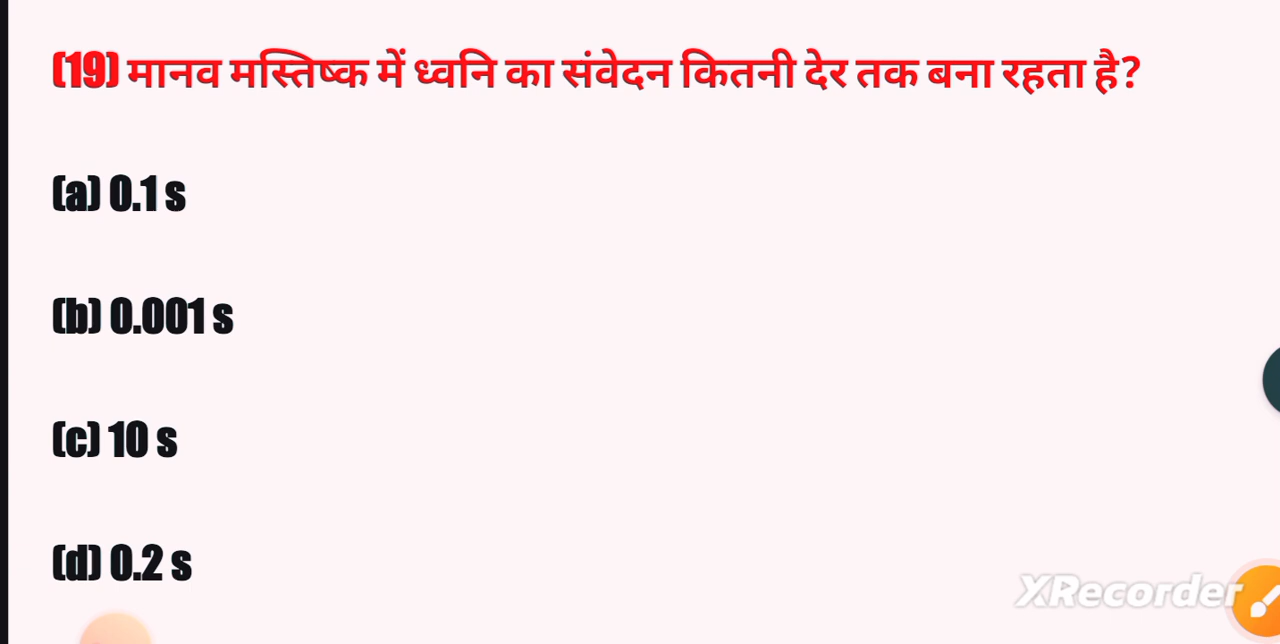 (19) मानव मस्तिष्क में ध्वनि का संवेदन कितनी देर तक बना रहता है?
(a) 0.1 s
(b) 0.001 s
(c) 10 s
(d) 0.2 s
XRecorder